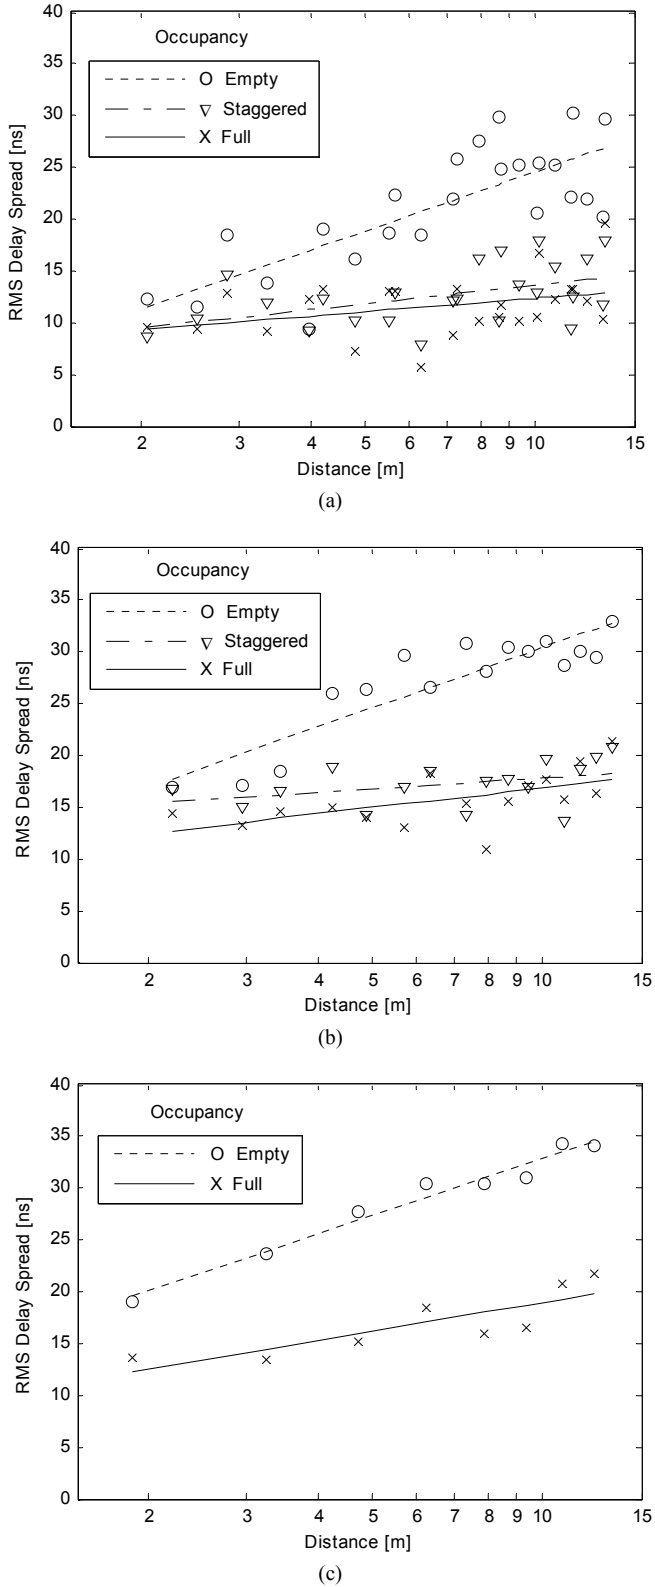 Occupancy
O Empty
Staggered
X Full
RMS Delay Spread [ns]
40
35
30
25
20
15
10
5
0
2 3 4 5 6 7 8 9 10 15
Distance [m]
(a)
Occupancy
O Empty
Staggered
X Full
RMS Delay Spread [ns]
40
35
30
25
20
15
10
5
0
2 3 4 5 6 7 8 9 10 15
Distance [m]
(b)
Occupancy
O Empty
X Full
RMS Delay Spread [ns]
40
35
30
25
20
15
10
5
0
2 3 4 5 6 7 8 9 10 15
Distance [m]
(c)